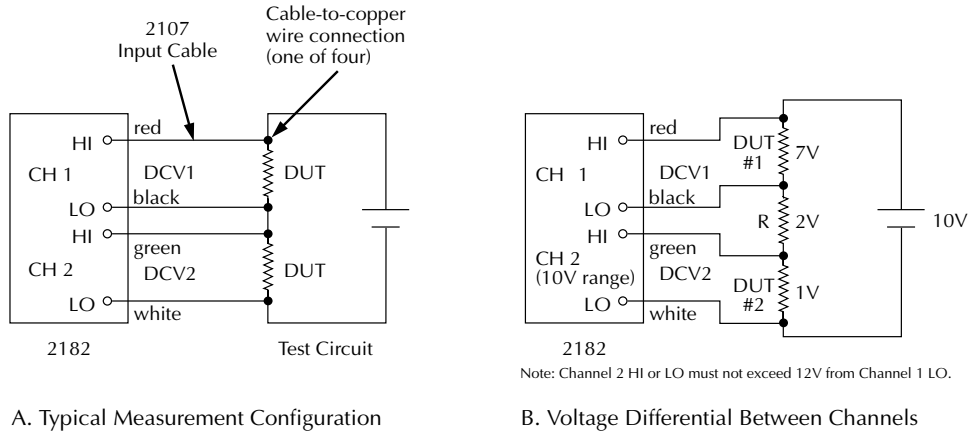 2107
Input Cable
Cable-to-copper
wire connection
(one of four)
HI
red
CH 1
DCV1
DUT
LO
black
HI
green
CH 2
DCV2
DUT
LO
white
2182
Test Circuit
A. Typical Measurement Configuration
HI
red
DUT
#1
7V
CH 1
DCV1
LO
black
R
2V
10V
HI
green
CH 2
(10V range)
DCV2
DUT
#2
1V
LO
white
2182
Note: Channel 2 HI or LO must not exceed 12V from Channel 1 LO.
B. Voltage Differential Between Channels